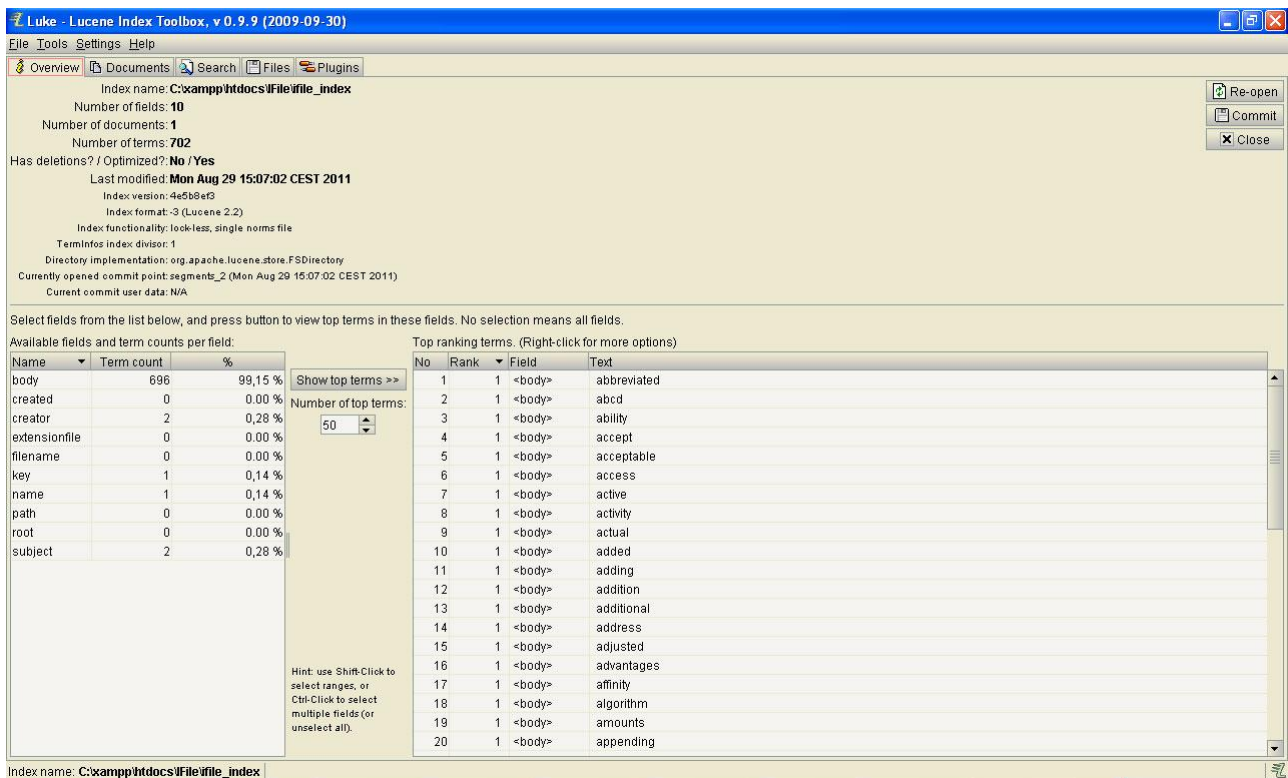 Luke - Lucene Index Toolbox, v 0.9.9 (2009-09-30)
File Tools Settings Help
Overview Documents Search Files Plugins
Index name: C:\xampp\htdocs\IFile\ifile_index
Number of fields: 10
Number of documents: 1
Number of terms: 702
Has deletions? / Optimized?: No / Yes
Last modified: Mon Aug 29 15:07:02 CEST 2011
Index version: 4e5b8ef3
Index format: -3 (Lucene 2.2)
Index functionality: lock-less, single norms file
TermInfos index divisor: 1
Directory implementation: org.apache.lucene.store.FSDirectory
Currently opened commit point: segments_2 (Mon Aug 29 15:07:02 CEST 2011)
Current commit user data: N/A
Re-open
Commit
Close
Select fields from the list below, and press button to view top terms in these fields. No selection means all fields.
Available fields and term counts per field:
Name Term count %
body 696 99,15 %
created 0 0.00 %
creator 2 0,28 %
extensionfile 0 0.00 %
filename 0 0.00 %
key 1 0,14 %
name 1 0,14 %
path 0 0.00 %
root 0 0.00 %
subject 2 0,28 %
Show top terms >>
Number of top terms:
50
Hint: use Shift-Click to
select ranges, or
Ctrl-Click to select
multiple fields (or
unselect all).
Top ranking terms. (Right-click for more options)
No Rank Field Text
1 1 <body> abbreviated
2 1 <body> abcd
3 1 <body> ability
4 1 <body> accept
5 1 <body> acceptable
6 1 <body> access
7 1 <body> active
8 1 <body> activity
9 1 <body> actual
10 1 <body> added
11 1 <body> adding
12 1 <body> addition
13 1 <body> additional
14 1 <body> address
15 1 <body> adjusted
16 1 <body> advantages
17 1 <body> affinity
18 1 <body> algorithm
19 1 <body> amounts
20 1 <body> appending
Index name: C:\xampp\htdocs\IFile\ifile_index